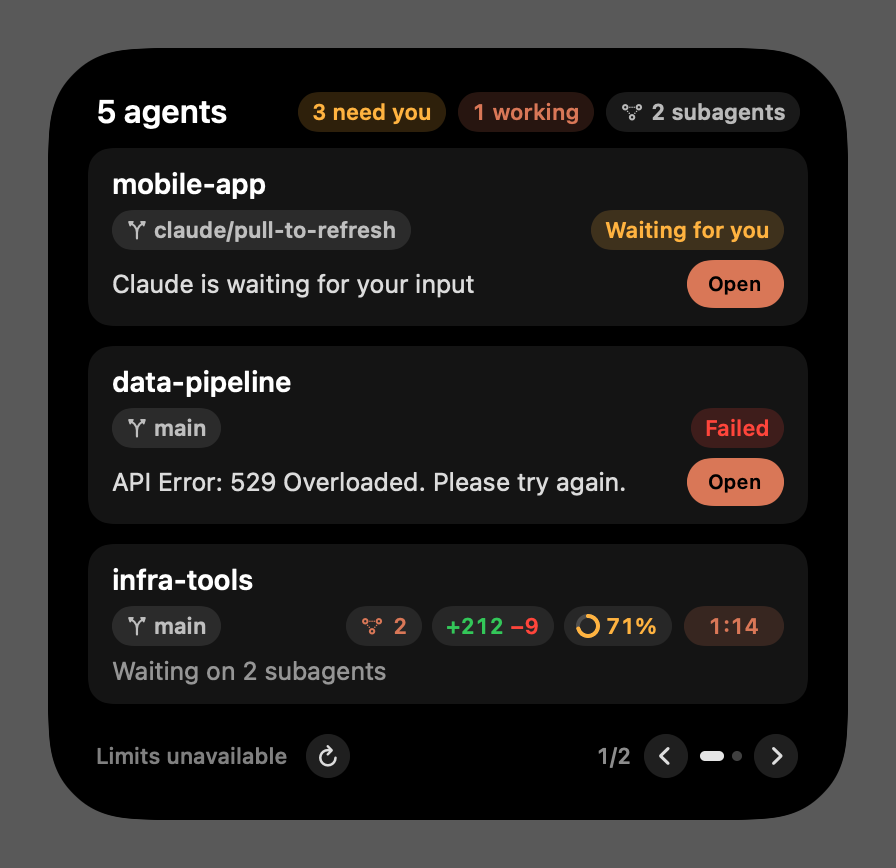 5 agents 3 need you 1 working 2 subagents
mobile-app
claude/pull-to-refresh Waiting for you
Claude is waiting for your input Open
data-pipeline
main Failed
API Error: 529 Overloaded. Please try again. Open
infra-tools
main 2 +212 −9 71% 1:14
Waiting on 2 subagents
Limits unavailable 1/2